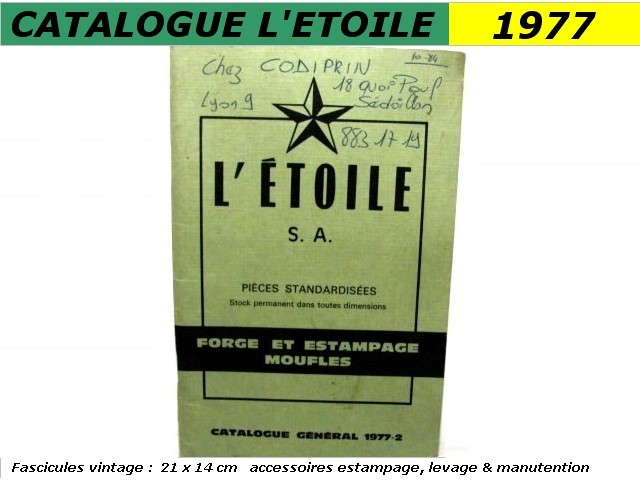 CATALOGUE L'ETOILE 1977
10-84
Chez CODIPRIN
18 quai Paul
Lyon 9 Sédaillan
883 17 19
L'ÉTOILE
S. A.
PIÈCES STANDARDISÉES
Stock permanent dans toutes dimensions
FORGE ET ESTAMPAGE
MOUFLES
CATALOGUE GÉNÉRAL 1977-2
Fascicules vintage : 21 x 14 cm accessoires estampage, levage & manutention